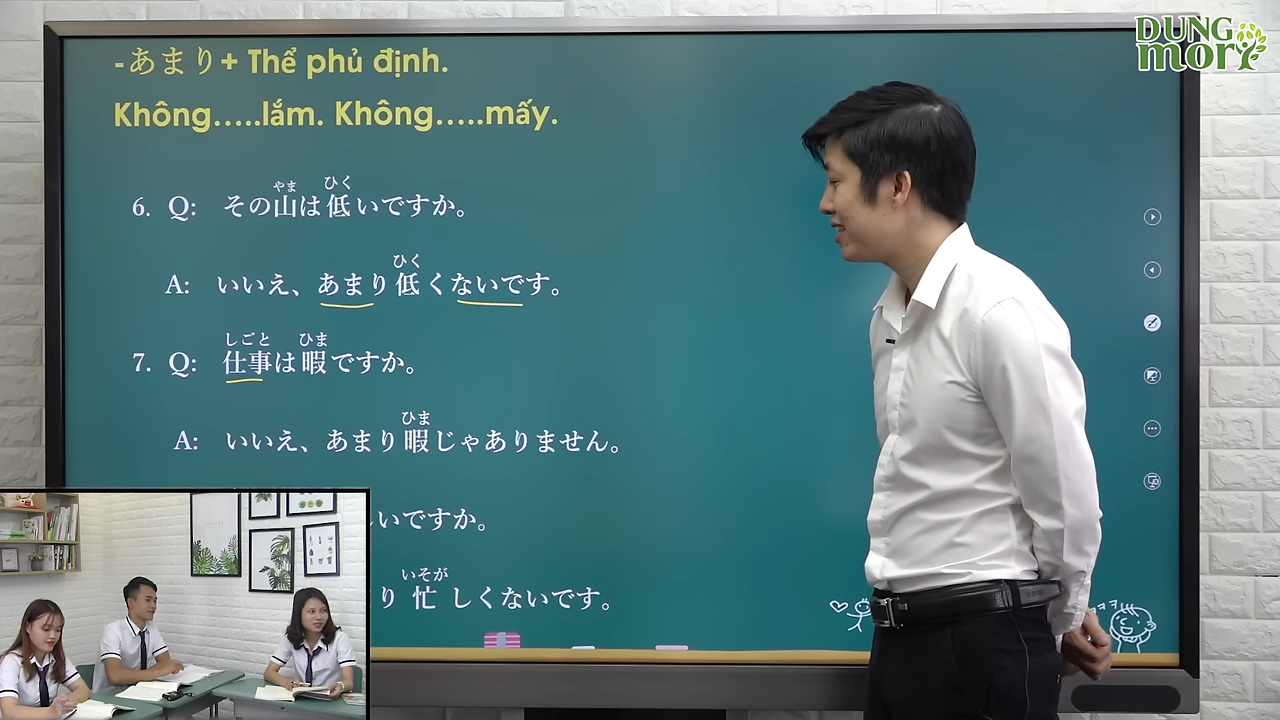 DUNG
mori
-あまり+ Thể phủ định.
Không.....lắm. Không.....mấy.
やま ひく
6. Q: その山は低いですか。
ひく
A: いいえ、あまり低くないです。
しごと ひま
7. Q: 仕事は暇ですか。
ひま
A: いいえ、あまり暇じゃありません。
いですか。
いそが
り忙しくないです。